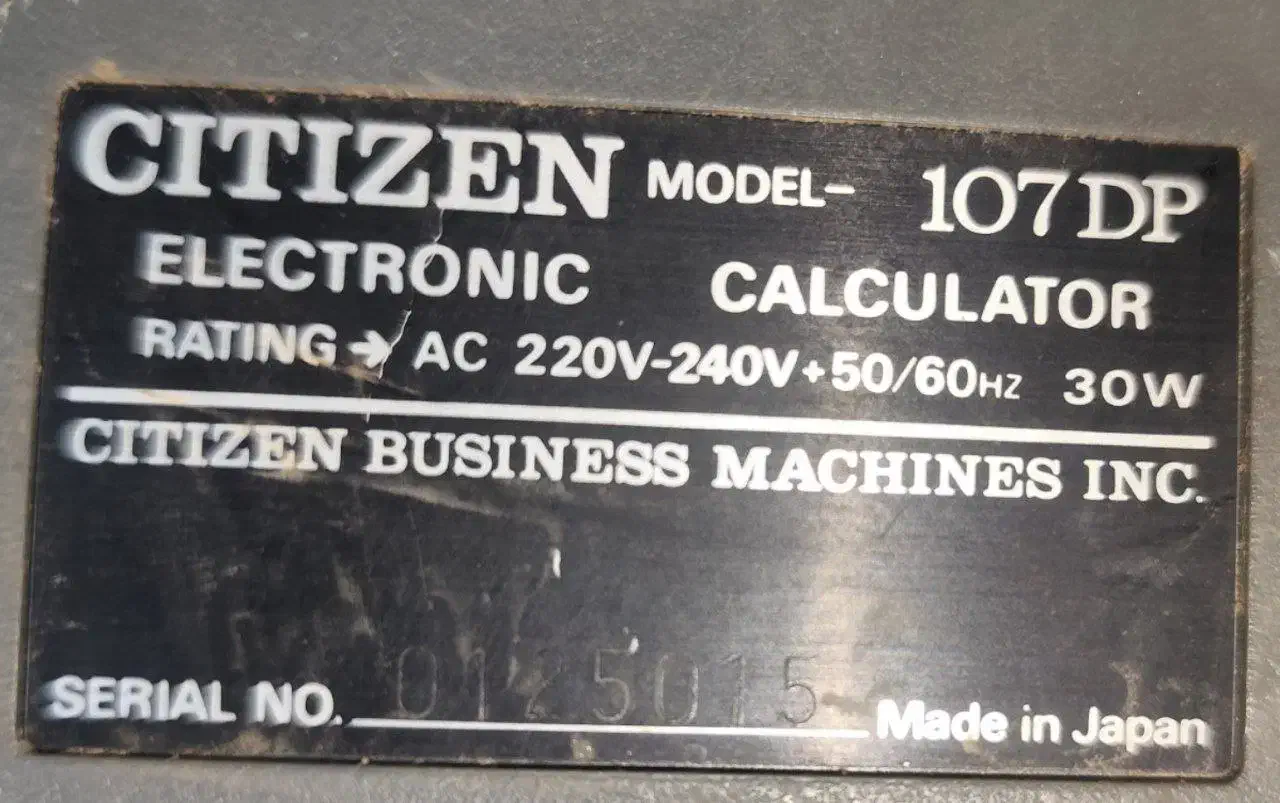 CITIZEN MODEL- 107DP
ELECTRONIC CALCULATOR
RATING → AC 220V-240V+50/60HZ 30W
CITIZEN BUSINESS MACHINES INC.
SERIAL NO. 0125015 Made in Japan